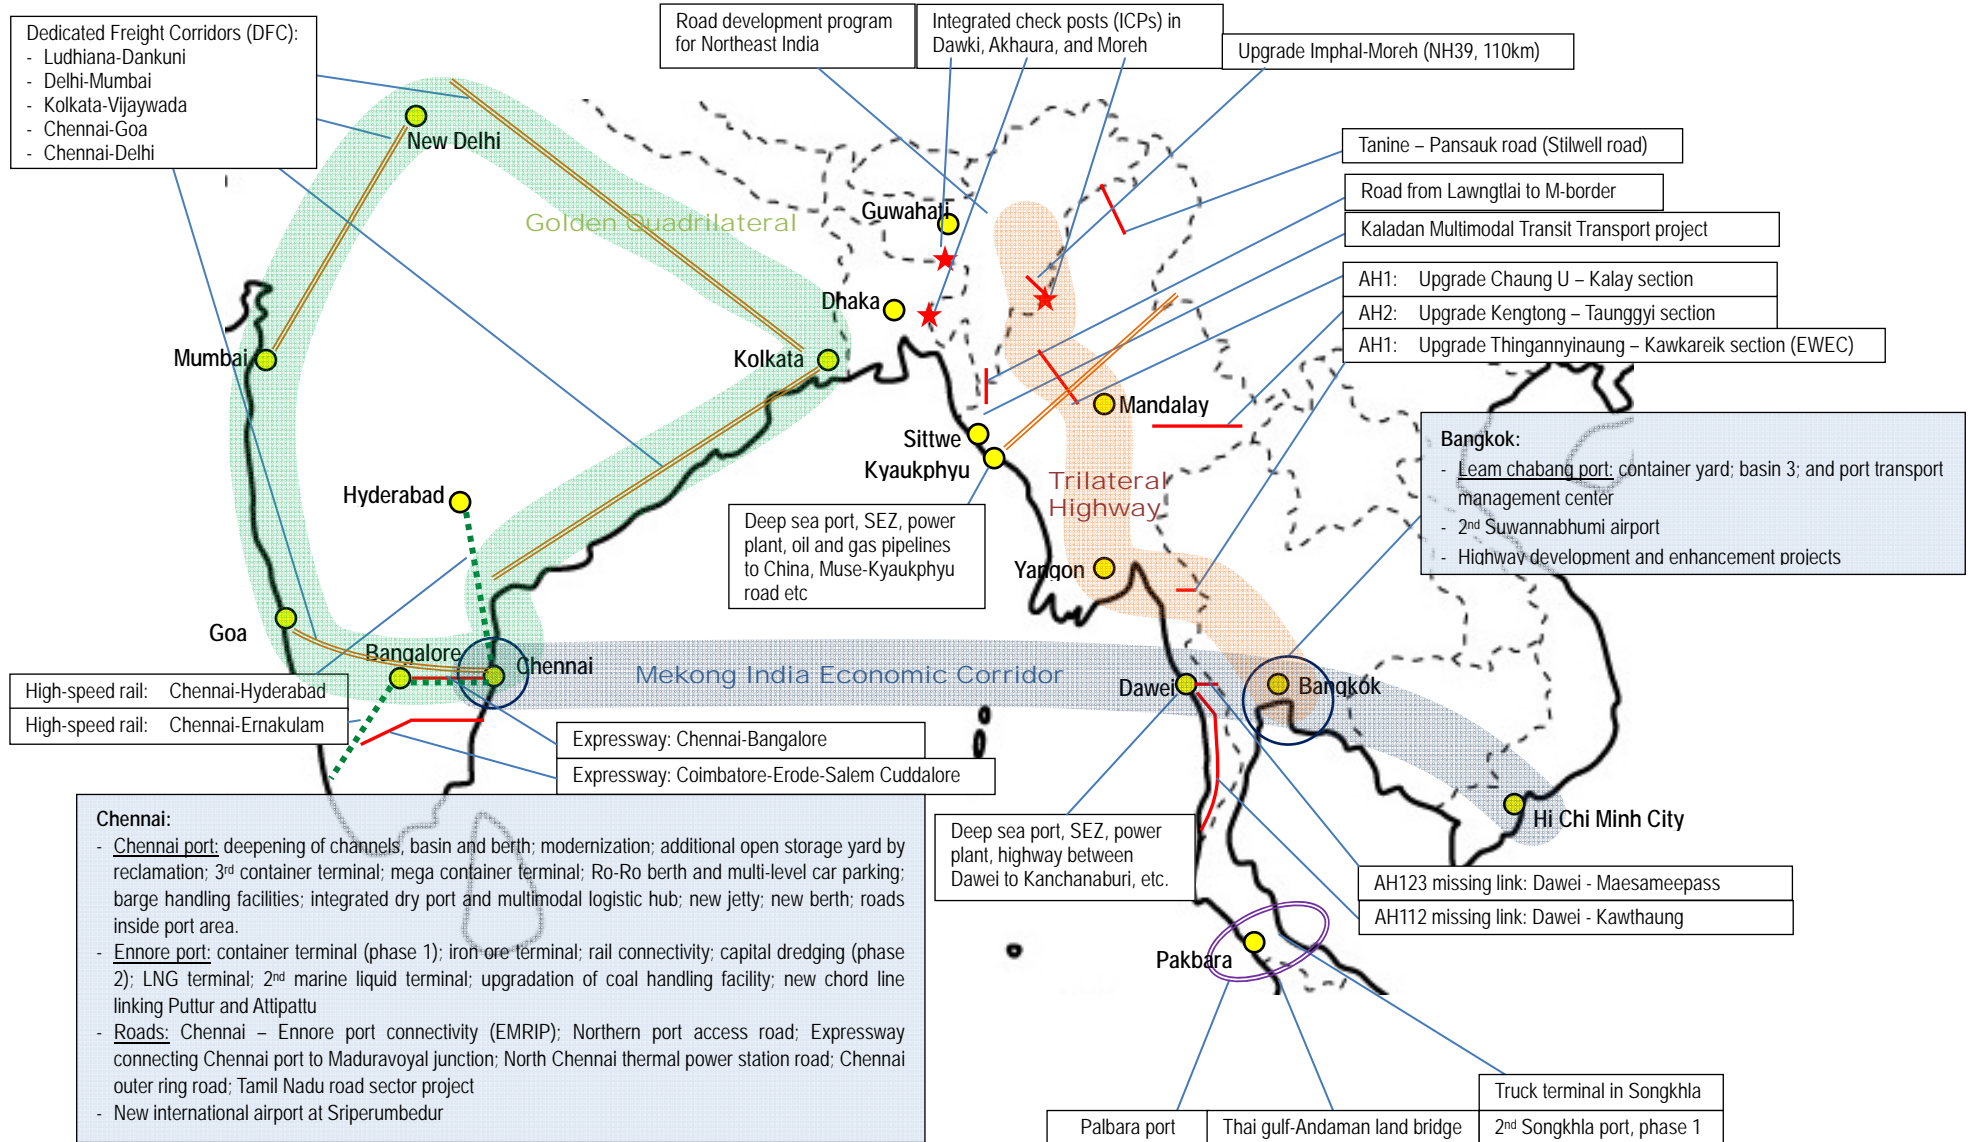 Dedicated Freight Corridors (DFC):
- Ludhiana-Dankuni
- Delhi-Mumbai
- Kolkata-Vijaywada
- Chennai-Goa
- Chennai-Delhi
Road development program
for Northeast India
Integrated check posts (ICPs) in
Dawki, Akhaura, and Moreh
Upgrade Imphal-Moreh (NH39, 110km)
Tanine – Pansauk road (Stilwell road)
Road from Lawngtlai to M-border
Kaladan Multimodal Transit Transport project
AH1: Upgrade Chaung U – Kalay section
AH2: Upgrade Kengtong – Taunggyi section
AH1: Upgrade Thingannyinaung – Kawkareik section (EWEC)
New Delhi
Golden Quadrilateral
Guwahati
Dhaka
Mumbai
Kolkata
Mandalay
Sittwe
Kyaukphyu
Hyderabad
Trilateral
Highway
Yangon
Deep sea port, SEZ, power
plant, oil and gas pipelines
to China, Muse-Kyaukphyu
road etc
Bangkok:
- Leam chabang port: container yard; basin 3; and port transport
management center
- 2nd Suwannabhumi airport
- Highway development and enhancement projects
Goa
Bangalore
Chennai
Mekong India Economic Corridor
Dawei
Bangkok
Hi Chi Minh City
High-speed rail: Chennai-Hyderabad
High-speed rail: Chennai-Ernakulam
Expressway: Chennai-Bangalore
Expressway: Coimbatore-Erode-Salem Cuddalore
Chennai:
- Chennai port: deepening of channels, basin and berth; modernization; additional open storage yard by
reclamation; 3rd container terminal; mega container terminal; Ro-Ro berth and multi-level car parking;
barge handling facilities; integrated dry port and multimodal logistic hub; new jetty; new berth; roads
inside port area.
- Ennore port: container terminal (phase 1); iron ore terminal; rail connectivity; capital dredging (phase
2); LNG terminal; 2nd marine liquid terminal; upgradation of coal handling facility; new chord line
linking Puttur and Attipattu
- Roads: Chennai – Ennore port connectivity (EMRIP); Northern port access road; Expressway
connecting Chennai port to Maduravoyal junction; North Chennai thermal power station road; Chennai
outer ring road; Tamil Nadu road sector project
- New international airport at Sriperumbedur
Deep sea port, SEZ, power
plant, highway between
Dawei to Kanchanaburi, etc.
AH123 missing link: Dawei - Maesameepass
AH112 missing link: Dawei - Kawthaung
Pakbara
Palbara port
Thai gulf-Andaman land bridge
Truck terminal in Songkhla
2nd Songkhla port, phase 1